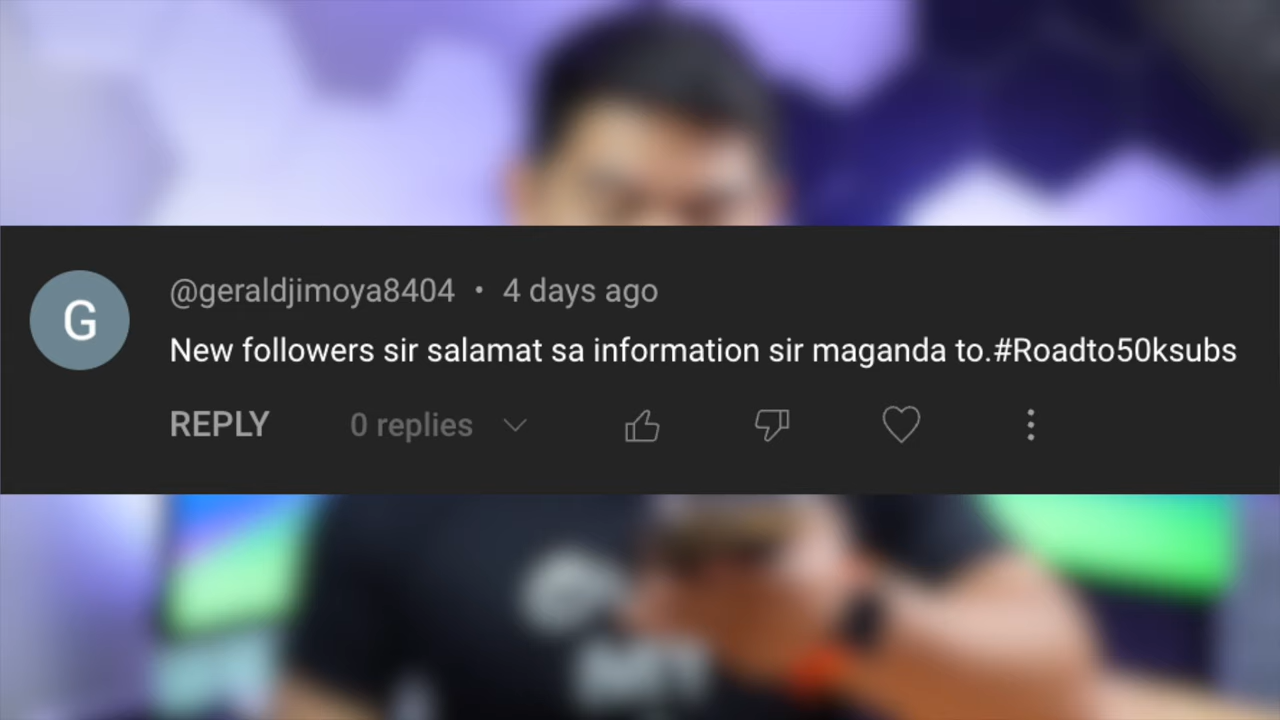 G
@geraldjimoya8404 • 4 days ago
New followers sir salamat sa information sir maganda to.#Roadto50ksubs
REPLY 0 replies